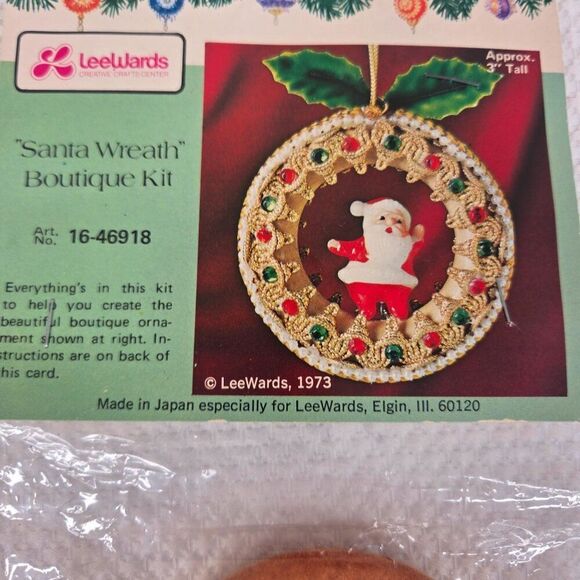 LeeWards
CREATIVE CRAFTS CENTER
"Santa Wreath"
Boutique Kit
Art.
No. 16-46918
Everything's in this kit
to help you create the
beautiful boutique orna-
ment shown at right. In-
structions are on back of
this card.
Approx.
3" Tall
© LeeWards, 1973
Made in Japan especially for LeeWards, Elgin, Ill. 60120